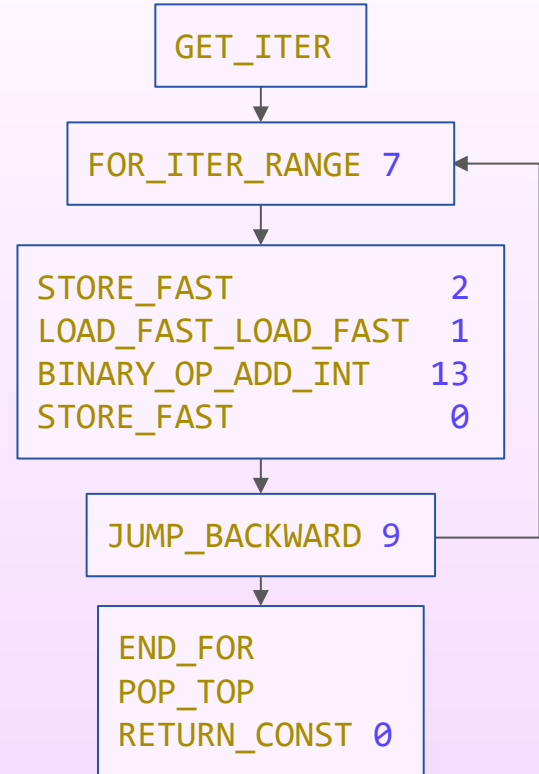 GET_ITER
FOR_ITER_RANGE 7
STORE_FAST 2
LOAD_FAST_LOAD_FAST 1
BINARY_OP_ADD_INT 13
STORE_FAST 0
JUMP_BACKWARD 9
END_FOR
POP_TOP
RETURN_CONST 0